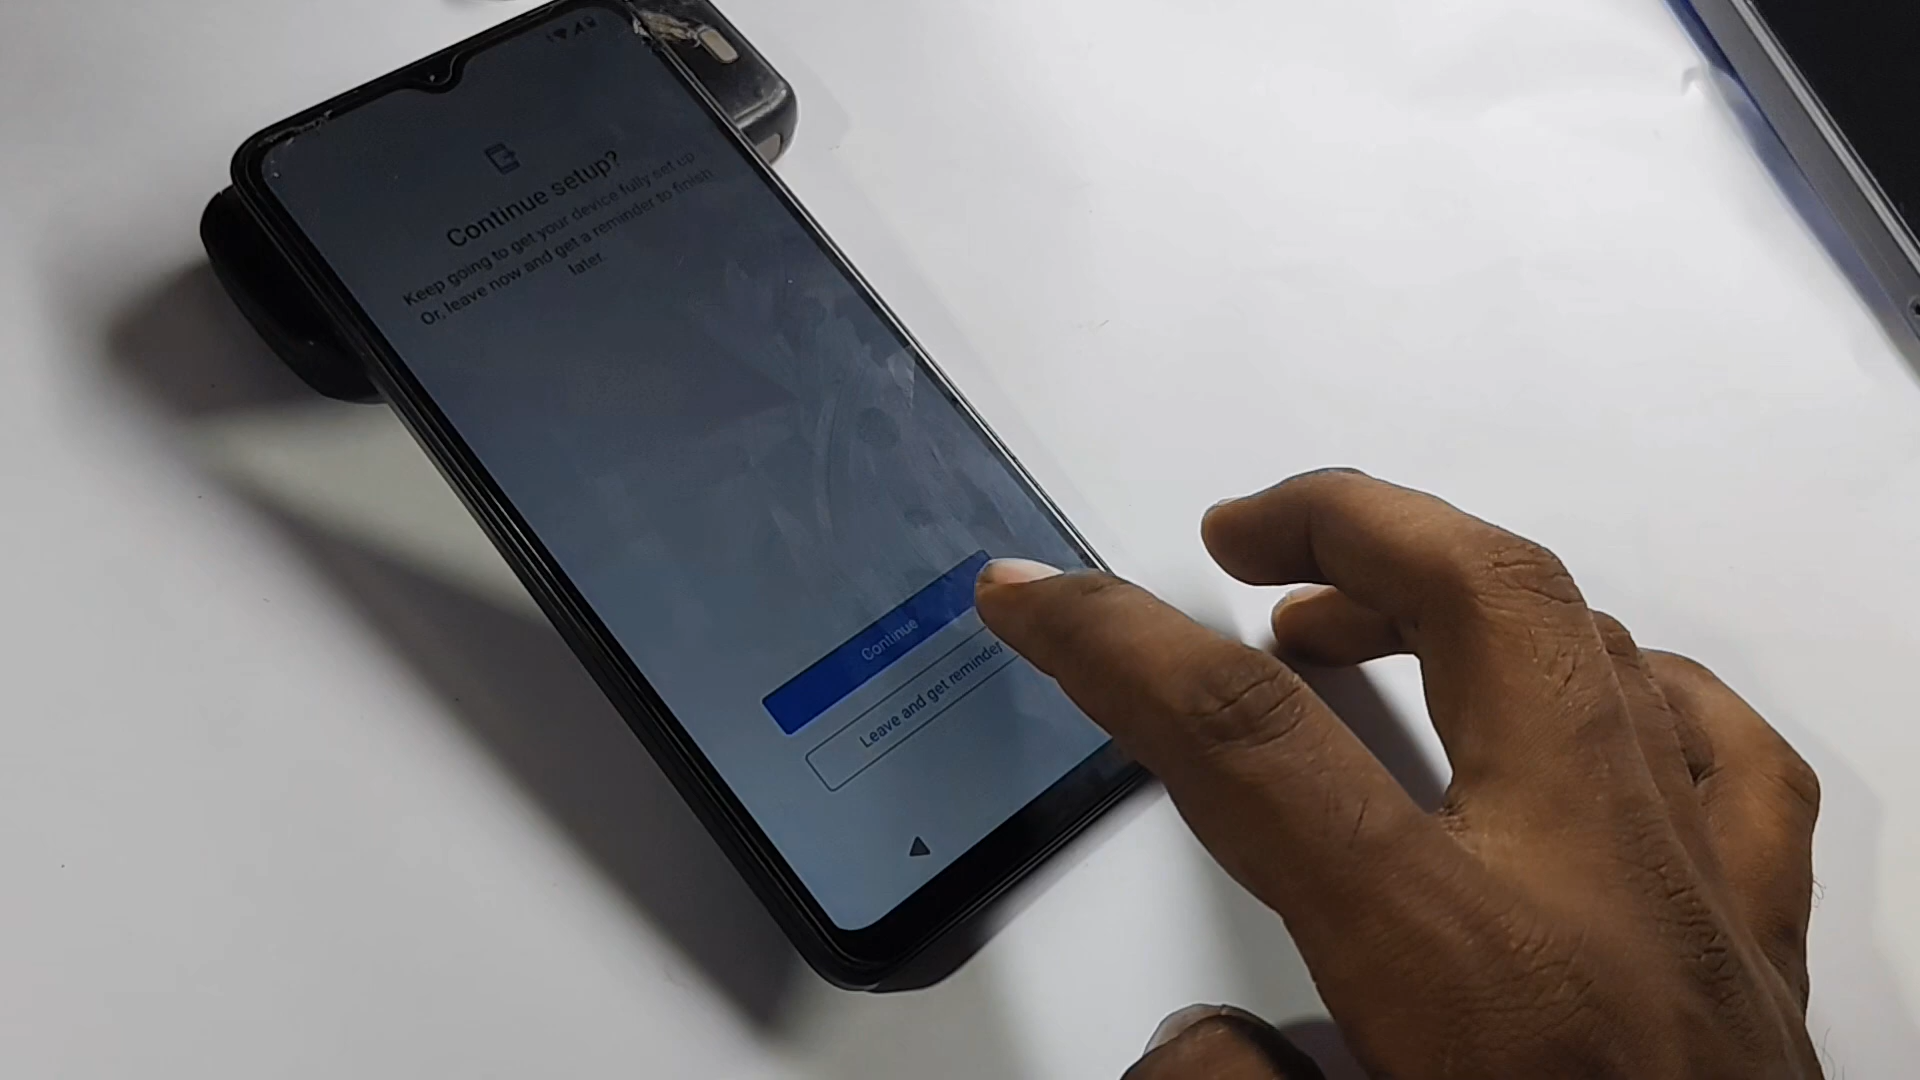 Continue setup?
Keep going to get your device fully set up.
Or, leave now and get a reminder to finish
later.
Continue
Leave and get reminder